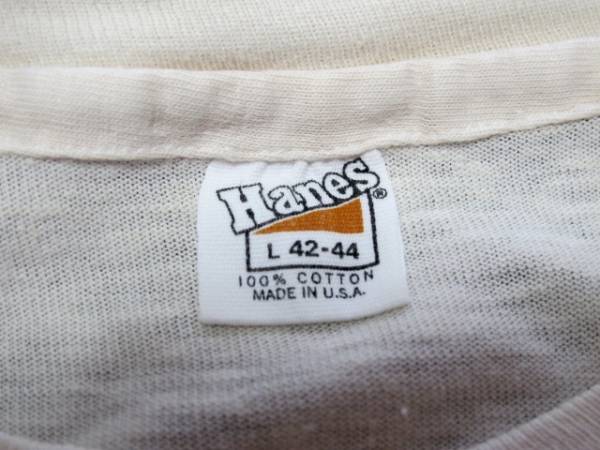 Hanes®
L 42-44
100% COTTON
MADE IN U.S.A.